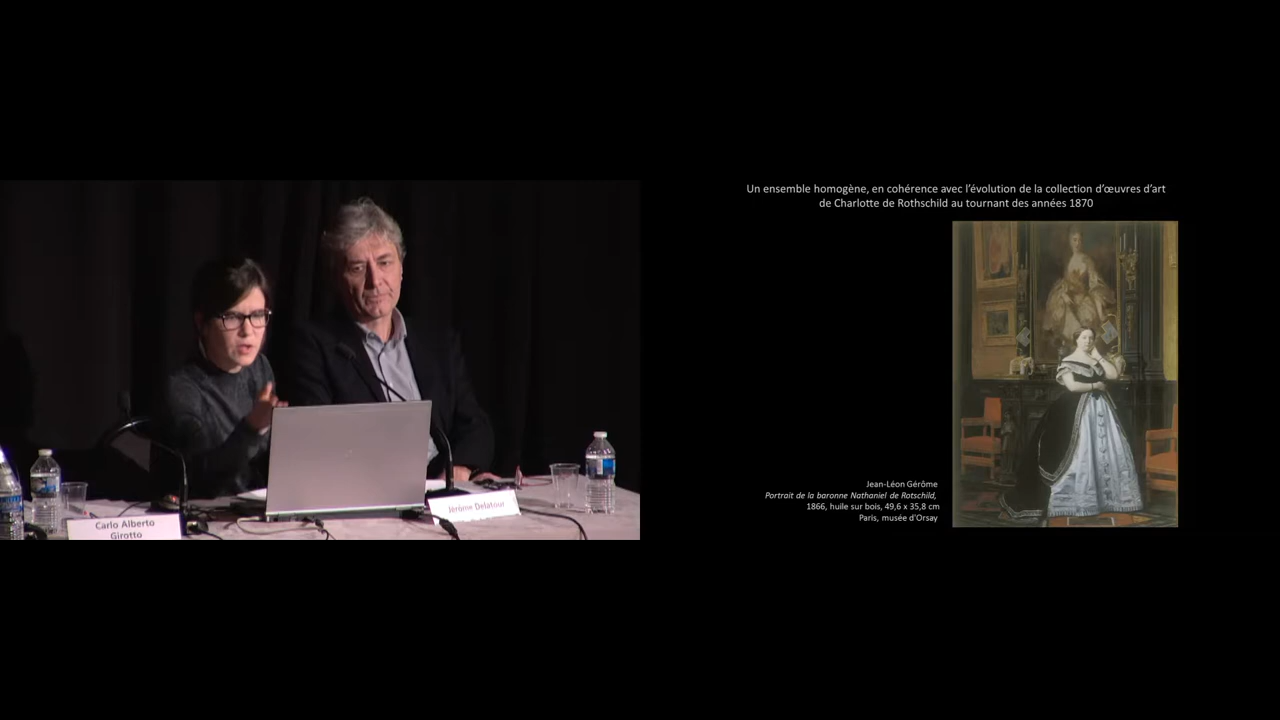 Un ensemble homogène, en cohérence avec l'évolution de la collection d'œuvres d'art
de Charlotte de Rothschild au tournant des années 1870
Jean-Léon Gérôme
Portrait de la baronne Nathaniel de Rotschild,
1866, huile sur bois, 49,6 x 35,8 cm
Paris, musée d'Orsay
Carlo Alberto
Girotto
Jérôme Delatour